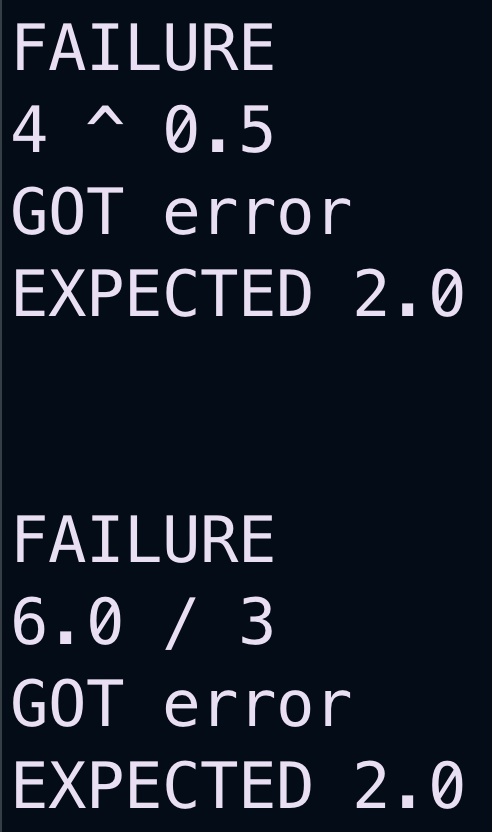 FAILURE
4 ^ 0.5
GOT error
EXPECTED 2.0
FAILURE
6.0 / 3
GOT error
EXPECTED 2.0